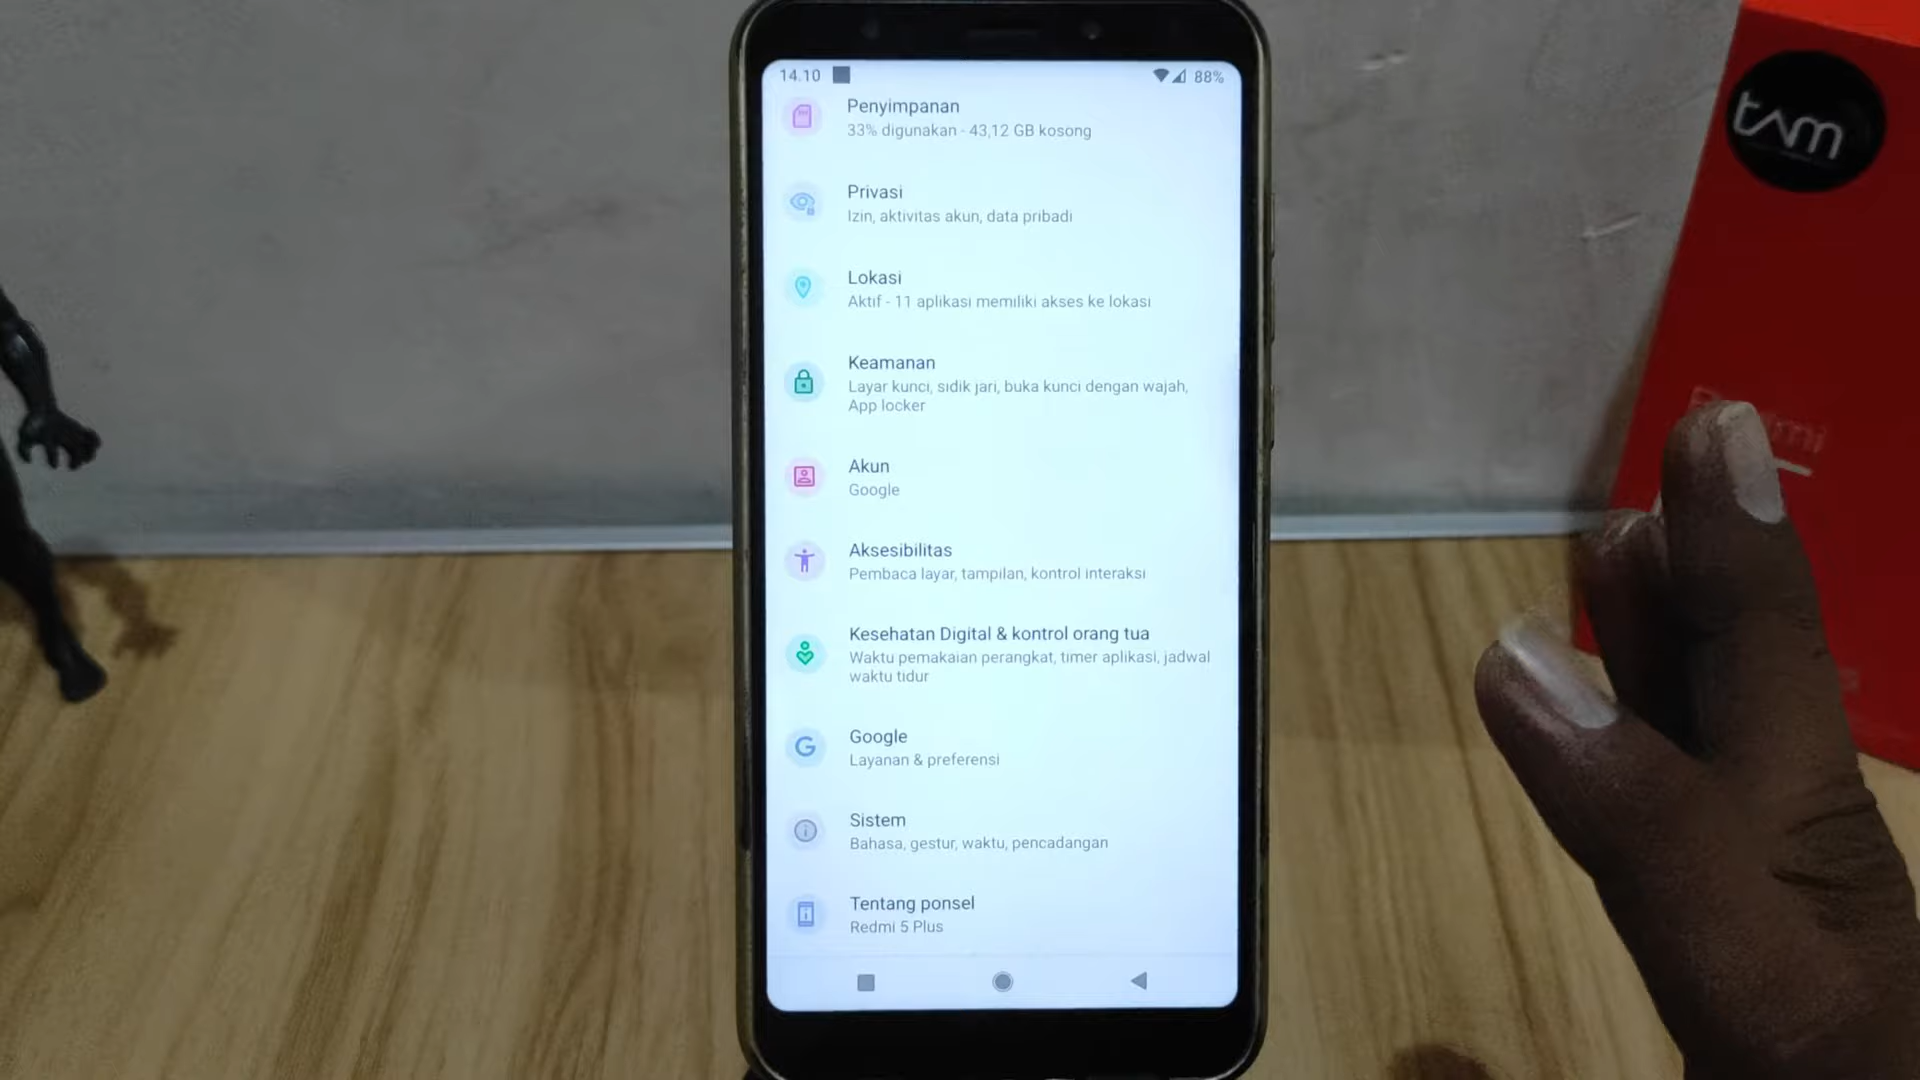 14.10
88%
Penyimpanan
33% digunakan - 43,12 GB kosong
Privasi
Izin, aktivitas akun, data pribadi
Lokasi
Aktif - 11 aplikasi memiliki akses ke lokasi
Keamanan
Layar kunci, sidik jari, buka kunci dengan wajah,
App locker
Akun
Google
Aksesibilitas
Pembaca layar, tampilan, kontrol interaksi
Kesehatan Digital & kontrol orang tua
Waktu pemakaian perangkat, timer aplikasi, jadwal
waktu tidur
Google
Layanan & preferensi
Sistem
Bahasa, gestur, waktu, pencadangan
Tentang ponsel
Redmi 5 Plus
tam